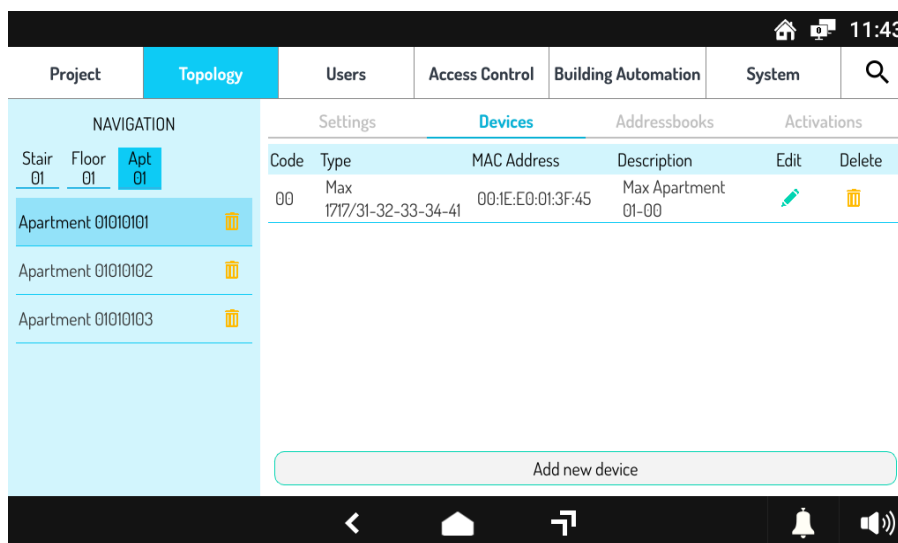 11:43
Project Topology Users Access Control Building Automation System
NAVIGATION
Settings Devices Addressbooks Activations
Stair Floor Apt
01 01 01
Code Type MAC Address Description Edit Delete
00 Max 1717/31-32-33-34-41 00:1E:E0:01:3F:45 Max Apartment 01-00
Apartment 01010101
Apartment 01010102
Apartment 01010103
Add new device